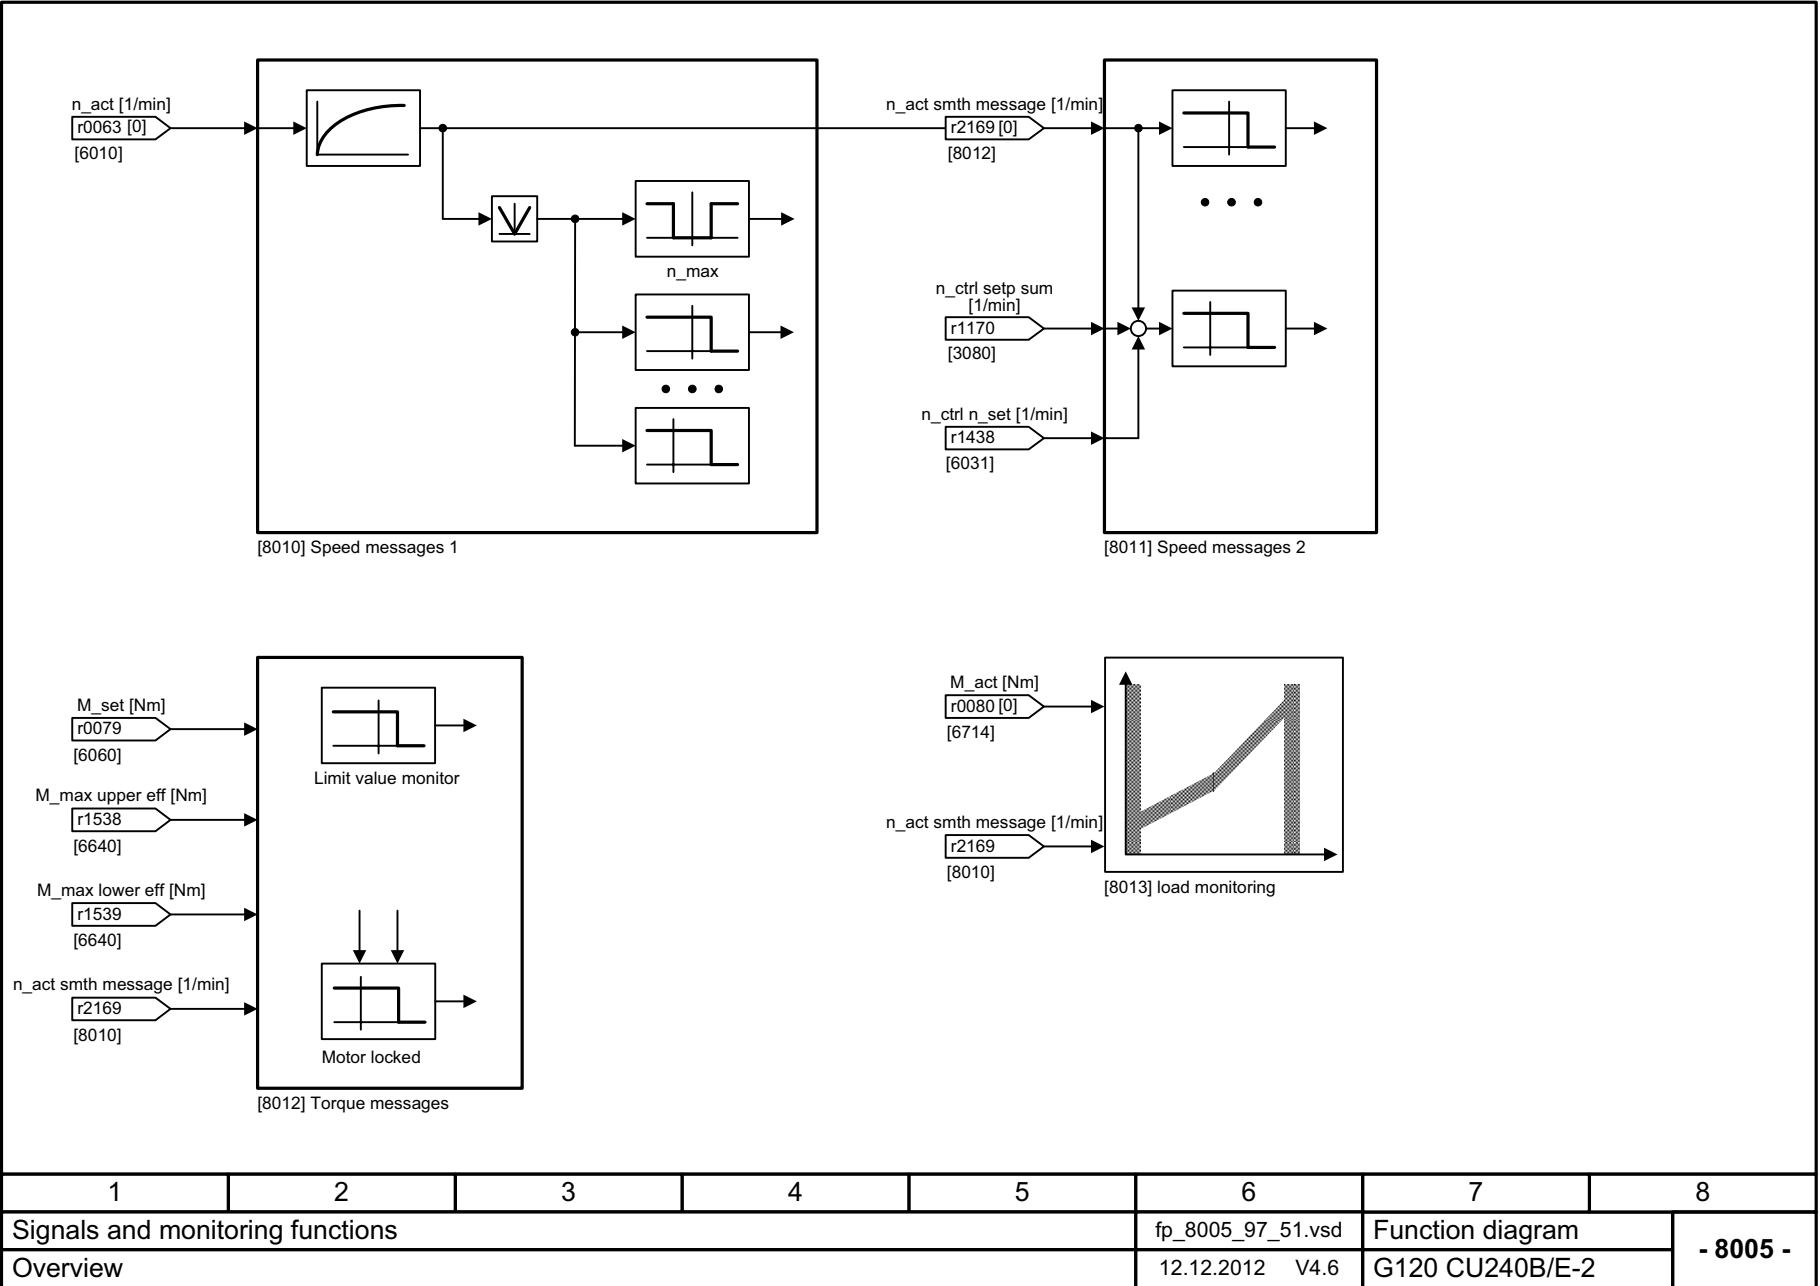 n_act [1/min]
r0063 [0]
[6010]
n_max
[8010] Speed messages 1
n_act smth message [1/min]
r2169 [0]
[8012]
n_ctrl setp sum
[1/min]
r1170
[3080]
n_ctrl n_set [1/min]
r1438
[6031]
[8011] Speed messages 2
M_set [Nm]
r0079
[6060]
M_max upper eff [Nm]
r1538
[6640]
M_max lower eff [Nm]
r1539
[6640]
n_act smth message [1/min]
r2169
[8010]
Limit value monitor
Motor locked
[8012] Torque messages
M_act [Nm]
r0080 [0]
[6714]
n_act smth message [1/min]
r2169
[8010]
[8013] load monitoring
1 2 3 4 5 6 7 8
Signals and monitoring functions fp_8005_97_51.vsd Function diagram
- 8005 -
Overview 12.12.2012 V4.6 G120 CU240B/E-2